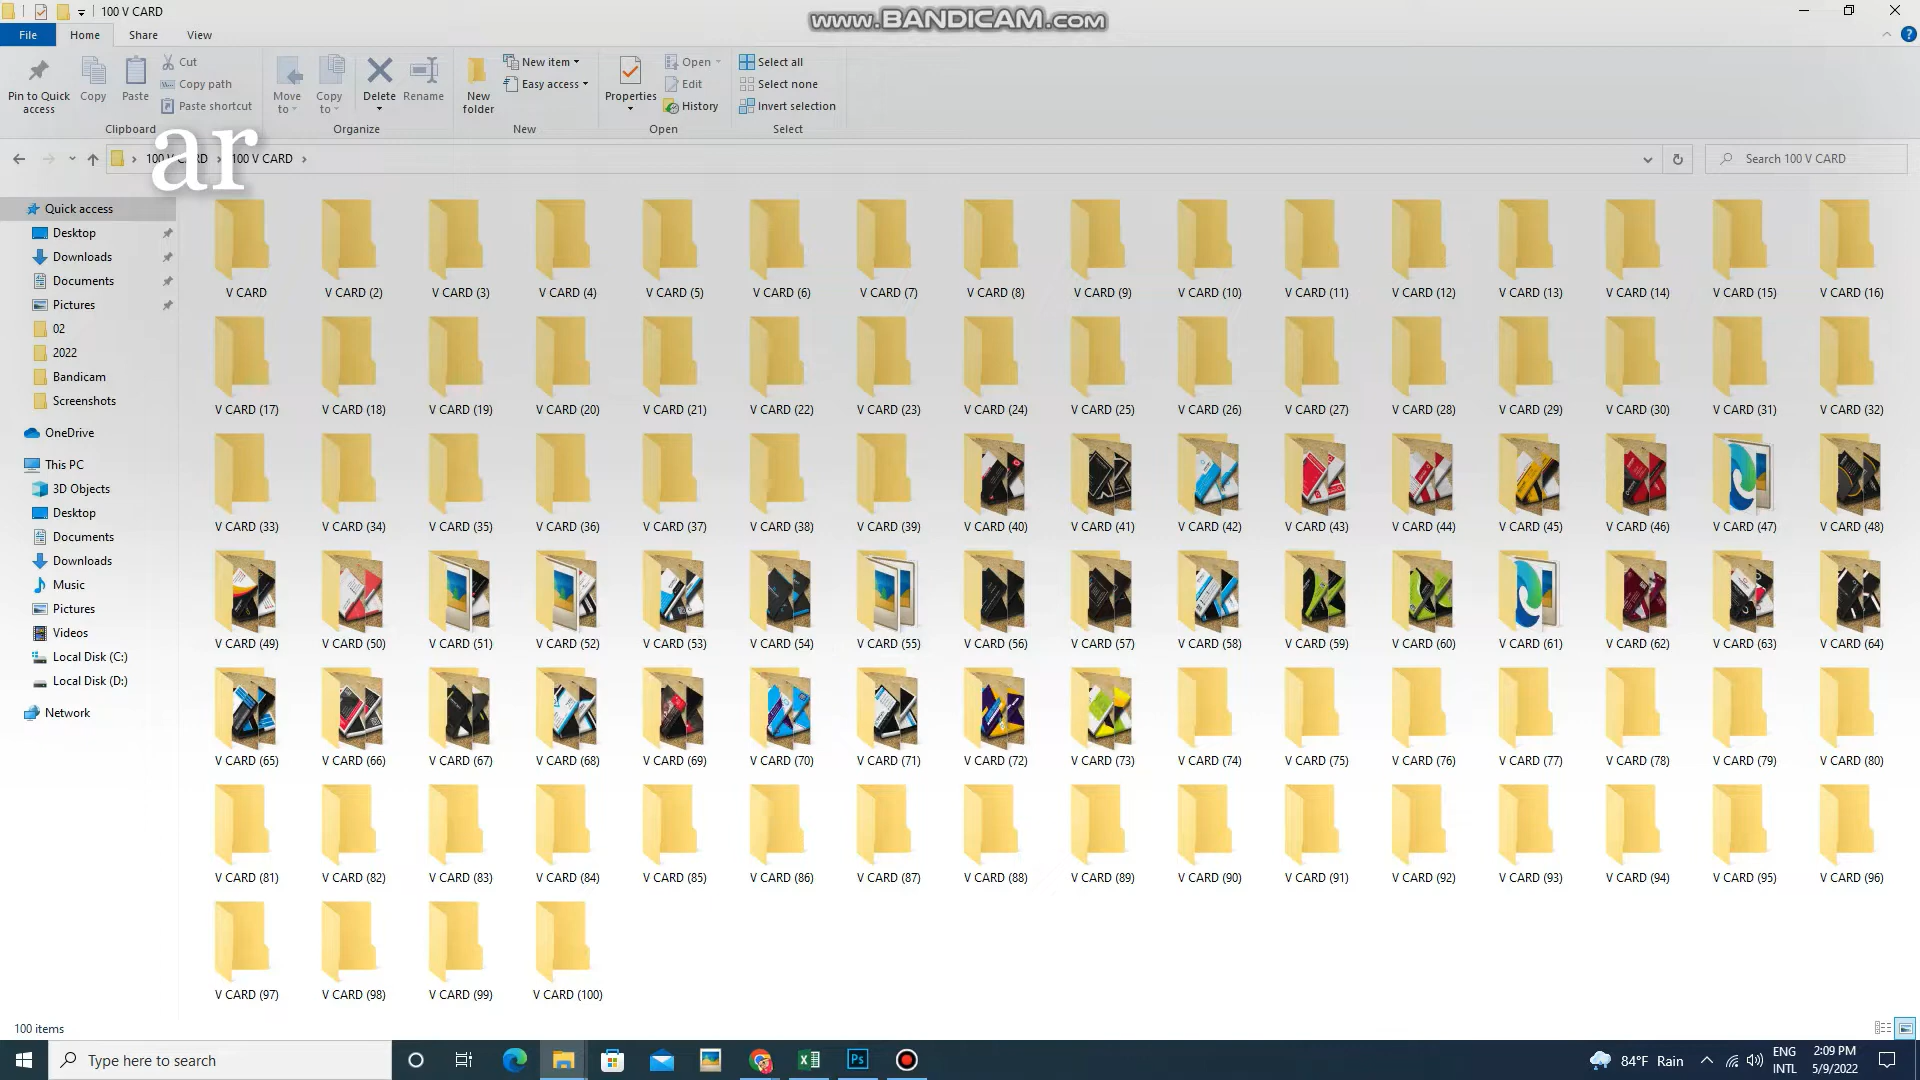 100 V CARD
www.BANDICAM.com
File Home Share View
Pin to Quick access
Copy
Paste
Cut
Copy path
Paste shortcut
Clipboard
Move to
Copy to
Delete
Rename
Organize
New folder
New item
Easy access
New
Properties
Open
Edit
History
Open
Select all
Select none
Invert selection
Select
ar
100 V CARD > 100 V CARD >
Search 100 V CARD
Quick access
Desktop
Downloads
Documents
Pictures
02
2022
Bandicam
Screenshots
OneDrive
This PC
3D Objects
Desktop
Documents
Downloads
Music
Pictures
Videos
Local Disk (C:)
Local Disk (D:)
Network
V CARD V CARD (2) V CARD (3) V CARD (4) V CARD (5) V CARD (6) V CARD (7) V CARD (8) V CARD (9) V CARD (10) V CARD (11) V CARD (12) V CARD (13) V CARD (14) V CARD (15) V CARD (16)
V CARD (17) V CARD (18) V CARD (19) V CARD (20) V CARD (21) V CARD (22) V CARD (23) V CARD (24) V CARD (25) V CARD (26) V CARD (27) V CARD (28) V CARD (29) V CARD (30) V CARD (31) V CARD (32)
V CARD (33) V CARD (34) V CARD (35) V CARD (36) V CARD (37) V CARD (38) V CARD (39) V CARD (40) V CARD (41) V CARD (42) V CARD (43) V CARD (44) V CARD (45) V CARD (46) V CARD (47) V CARD (48)
V CARD (49) V CARD (50) V CARD (51) V CARD (52) V CARD (53) V CARD (54) V CARD (55) V CARD (56) V CARD (57) V CARD (58) V CARD (59) V CARD (60) V CARD (61) V CARD (62) V CARD (63) V CARD (64)
V CARD (65) V CARD (66) V CARD (67) V CARD (68) V CARD (69) V CARD (70) V CARD (71) V CARD (72) V CARD (73) V CARD (74) V CARD (75) V CARD (76) V CARD (77) V CARD (78) V CARD (79) V CARD (80)
V CARD (81) V CARD (82) V CARD (83) V CARD (84) V CARD (85) V CARD (86) V CARD (87) V CARD (88) V CARD (89) V CARD (90) V CARD (91) V CARD (92) V CARD (93) V CARD (94) V CARD (95) V CARD (96)
V CARD (97) V CARD (98) V CARD (99) V CARD (100)
100 items
Type here to search
Ps
84°F Rain
ENG
INTL
2:09 PM
5/9/2022